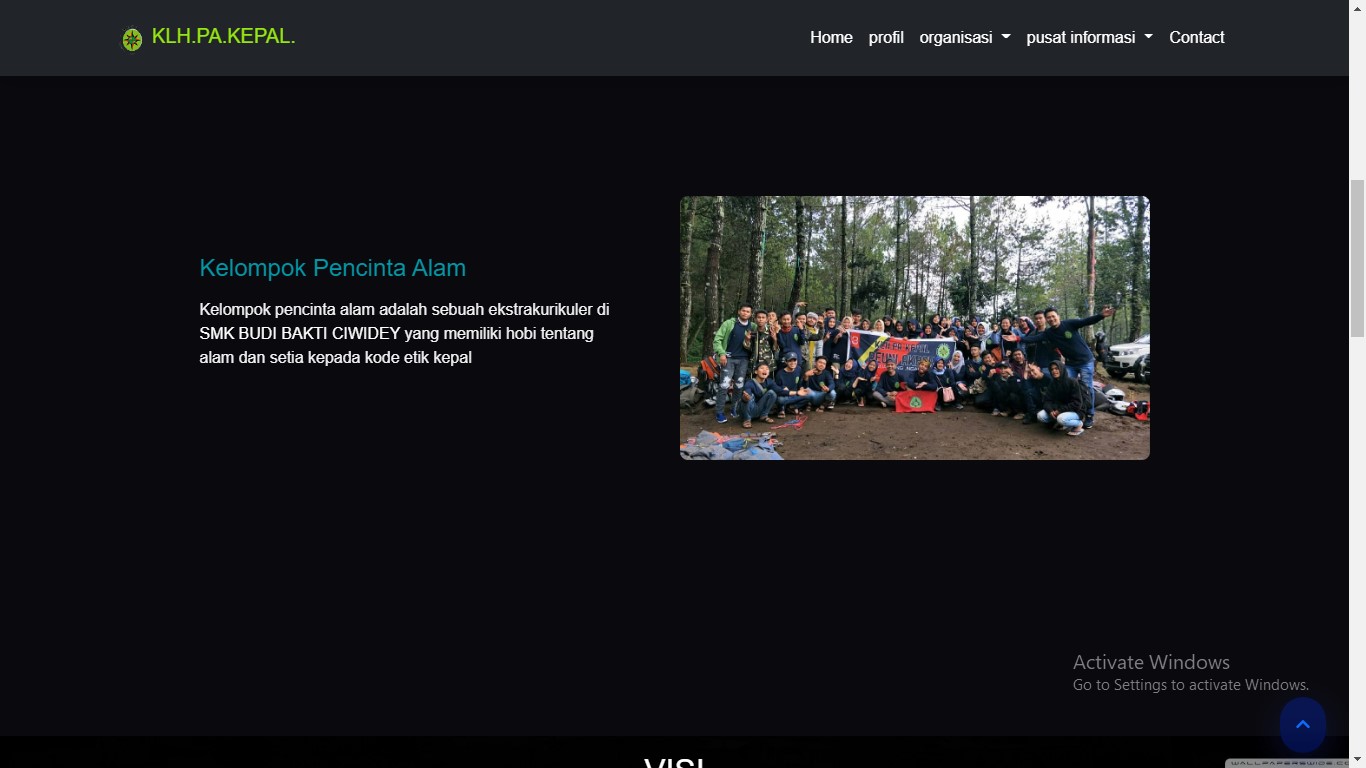 KLH.PA.KEPAL.
Home profil organisasi pusat informasi Contact
Kelompok Pencinta Alam
Kelompok pencinta alam adalah sebuah ekstrakurikuler di
SMK BUDI BAKTI CIWIDEY yang memiliki hobi tentang
alam dan setia kepada kode etik kepal
Activate Windows
Go to Settings to activate Windows.
VISI